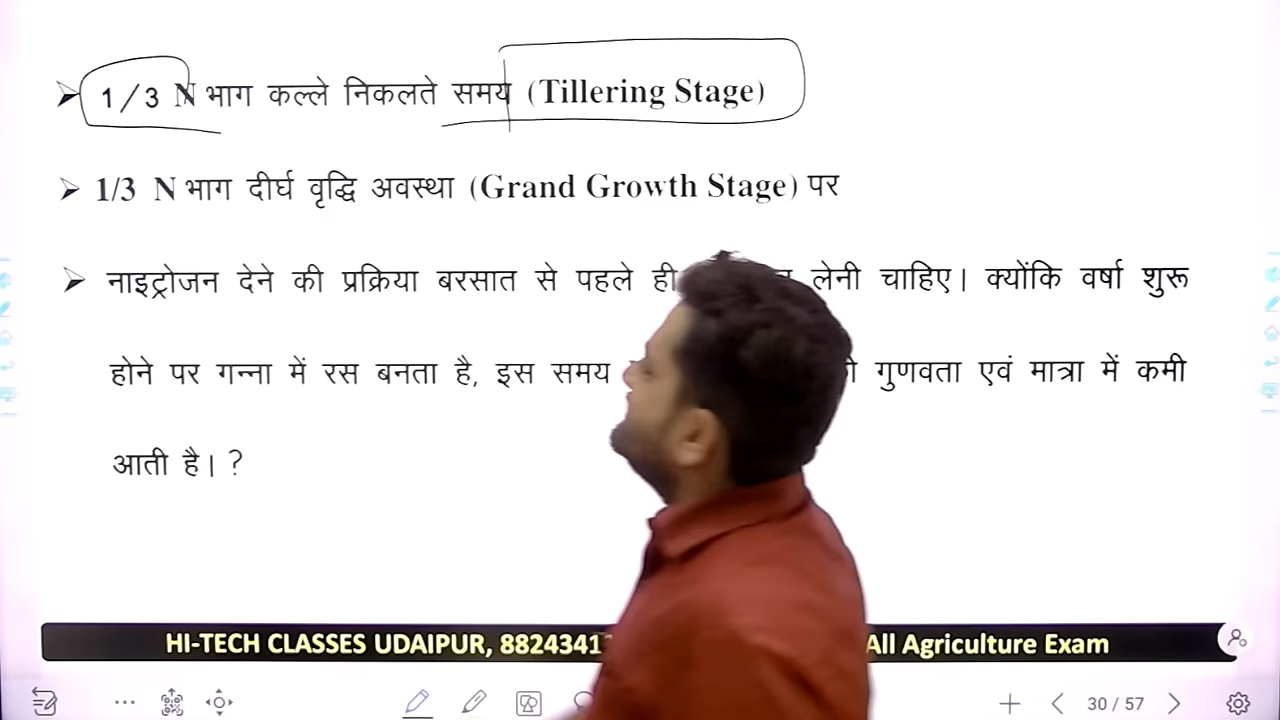 ➢ 1/3 N भाग कल्ले निकलते समय (Tillering Stage)
➢ 1/3 N भाग दीर्घ वृद्धि अवस्था (Grand Growth Stage) पर
➢ नाइट्रोजन देने की प्रक्रिया बरसात से पहले ही लेनी चाहिए। क्योंकि वर्षा शुरू
होने पर गन्ना में रस बनता है, इस समय गुणवता एवं मात्रा में कमी
आती है। ?
HI-TECH CLASSES UDAIPUR, 8824341 All Agriculture Exam
30 / 57